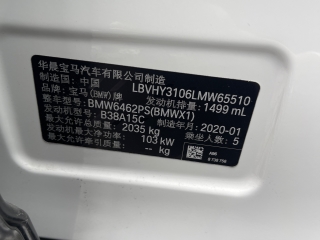 华晨宝马汽车有限公司制造
制造国: 中国 LBVHY3106LMW65510
品牌: 宝马(BMW)牌 发动机排量: 1499 mL
整车型号: BMW6462PS(BMWX1)
发动机型号: B38A15C 制造年月: 2020-01
最大允许总质量: 2035 kg 乘坐人数: 5
发动机最大净功率: 103 kW
最大允许牵引质量: kg